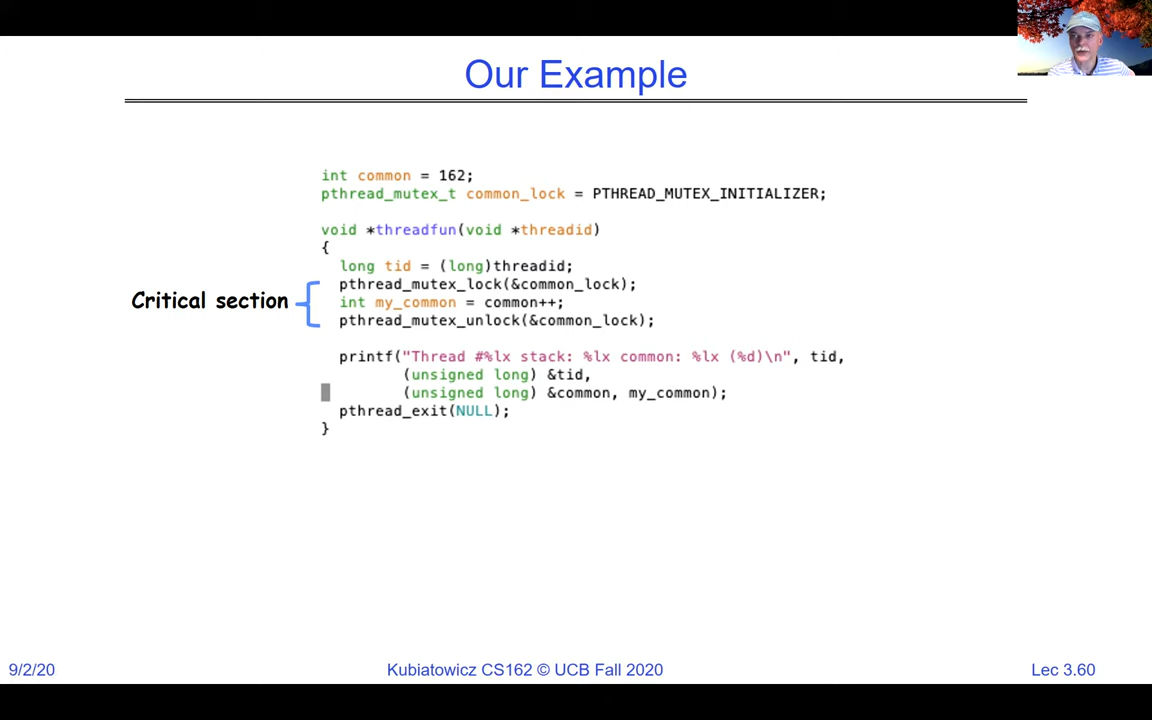 Our Example
int common = 162;
pthread_mutex_t common_lock = PTHREAD_MUTEX_INITIALIZER;
void *threadfun(void *threadid)
{
long tid = (long)threadid;
pthread_mutex_lock(&common_lock);
Critical section
int my_common = common++;
pthread_mutex_unlock(&common_lock);
printf("Thread #%lx stack: %lx common: %lx (%d)\n", tid,
(unsigned long) &tid,
(unsigned long) &common, my_common);
pthread_exit(NULL);
}
9/2/20
Kubiatowicz CS162 © UCB Fall 2020
Lec 3.60